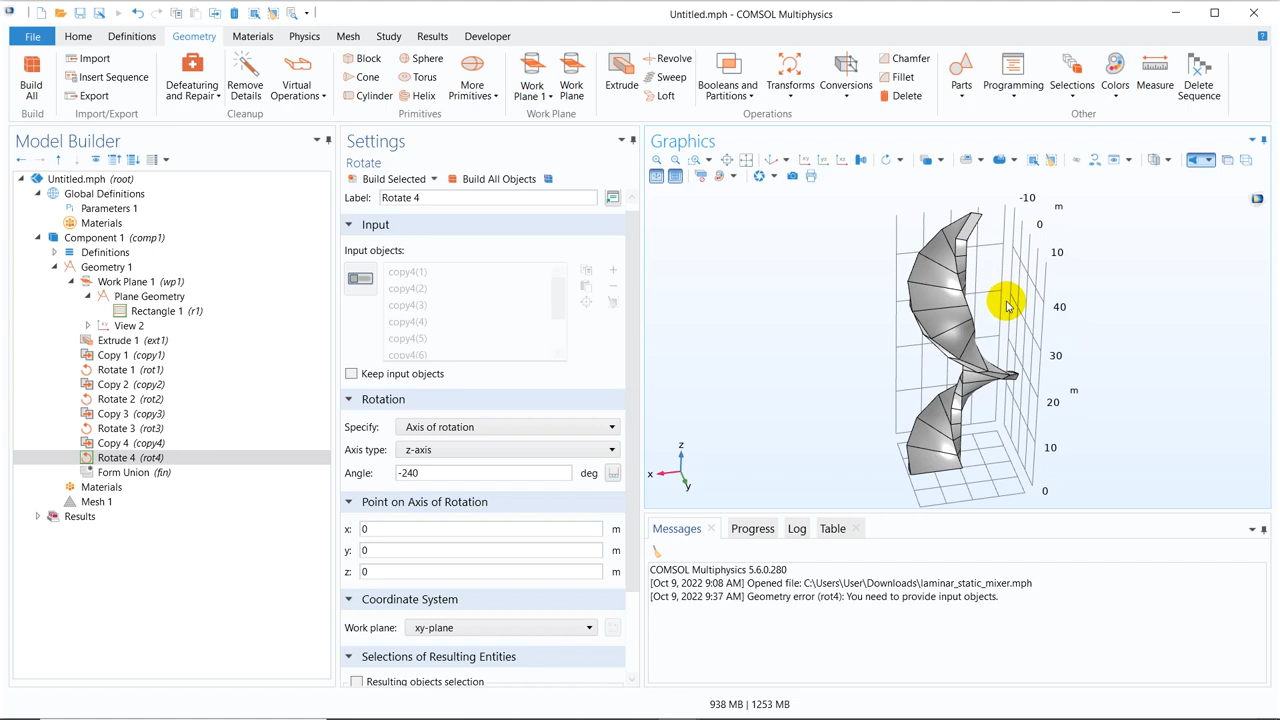 Untitled.mph - COMSOL Multiphysics
File
Home
Definitions
Geometry
Materials
Physics
Mesh
Study
Results
Developer
Build All
Import
Insert Sequence
Export
Defeaturing and Repair
Remove Details
Virtual Operations
Block
Cone
Cylinder
Sphere
Torus
Helix
More Primitives
Work Plane 1
Work Plane
Extrude
Revolve
Sweep
Loft
Booleans and Partitions
Transforms
Conversions
Chamfer
Fillet
Delete
Parts
Programming
Selections
Colors
Measure
Delete Sequence
Build
Import/Export
Cleanup
Primitives
Work Plane
Operations
Other
Model Builder
Untitled.mph (root)
Global Definitions
Parameters 1
Materials
Component 1 (comp1)
Definitions
Geometry 1
Work Plane 1 (wp1)
Plane Geometry
Rectangle 1 (r1)
View 2
Extrude 1 (ext1)
Copy 1 (copy1)
Rotate 1 (rot1)
Copy 2 (copy2)
Rotate 2 (rot2)
Copy 3 (copy3)
Rotate 3 (rot3)
Copy 4 (copy4)
Rotate 4 (rot4)
Form Union (fin)
Materials
Mesh 1
Results
Settings
Rotate
Build Selected
Build All Objects
Label: Rotate 4
Input
Input objects:
copy4(1)
copy4(2)
copy4(3)
copy4(4)
copy4(5)
copy4(6)
Keep input objects
Rotation
Specify: Axis of rotation
Axis type: z-axis
Angle: -240 deg
Point on Axis of Rotation
x: 0 m
y: 0 m
z: 0 m
Coordinate System
Work plane: xy-plane
Selections of Resulting Entities
Resulting objects selection
Graphics
-10
m
0
10
40
30
m
20
10
0
z
x
y
Messages
Progress
Log
Table
COMSOL Multiphysics 5.6.0.280
[Oct 9, 2022 9:08 AM] Opened file: C:\Users\User\Downloads\laminar_static_mixer.mph
[Oct 9, 2022 9:37 AM] Geometry error (rot4): You need to provide input objects.
938 MB | 1253 MB